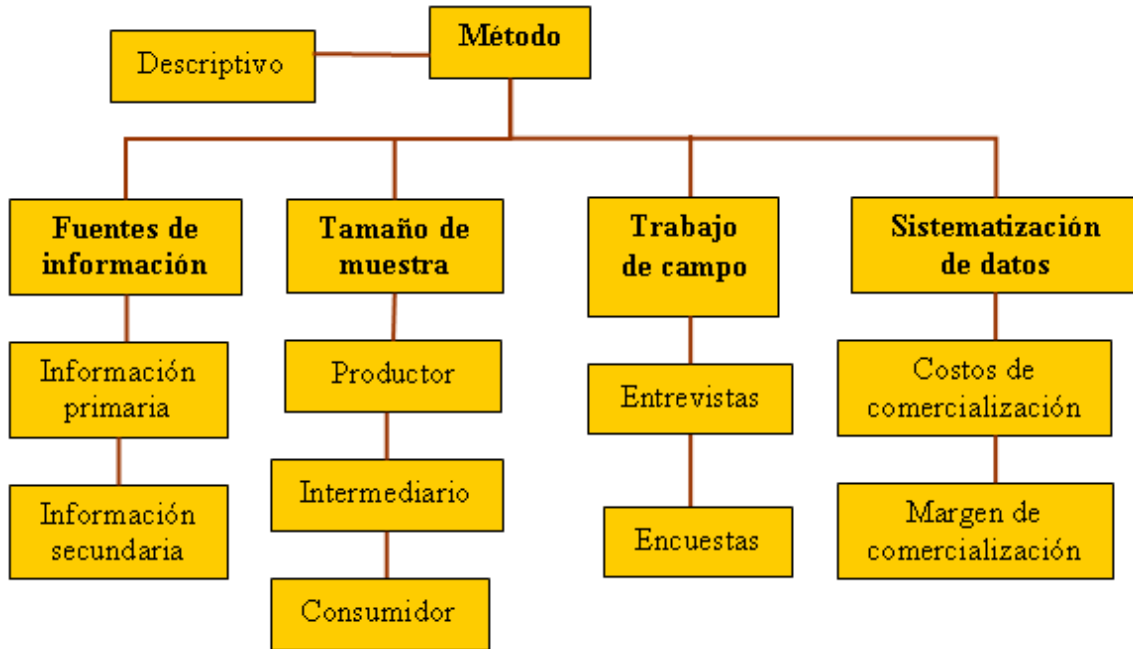 Método
Descriptivo
Fuentes de
información
Información
primaria
Información
secundaria
Tamaño de
muestra
Productor
Intermediario
Consumidor
Trabajo
de campo
Entrevistas
Encuestas
Sistematización
de datos
Costos de
comercialización
Margen de
comercialización